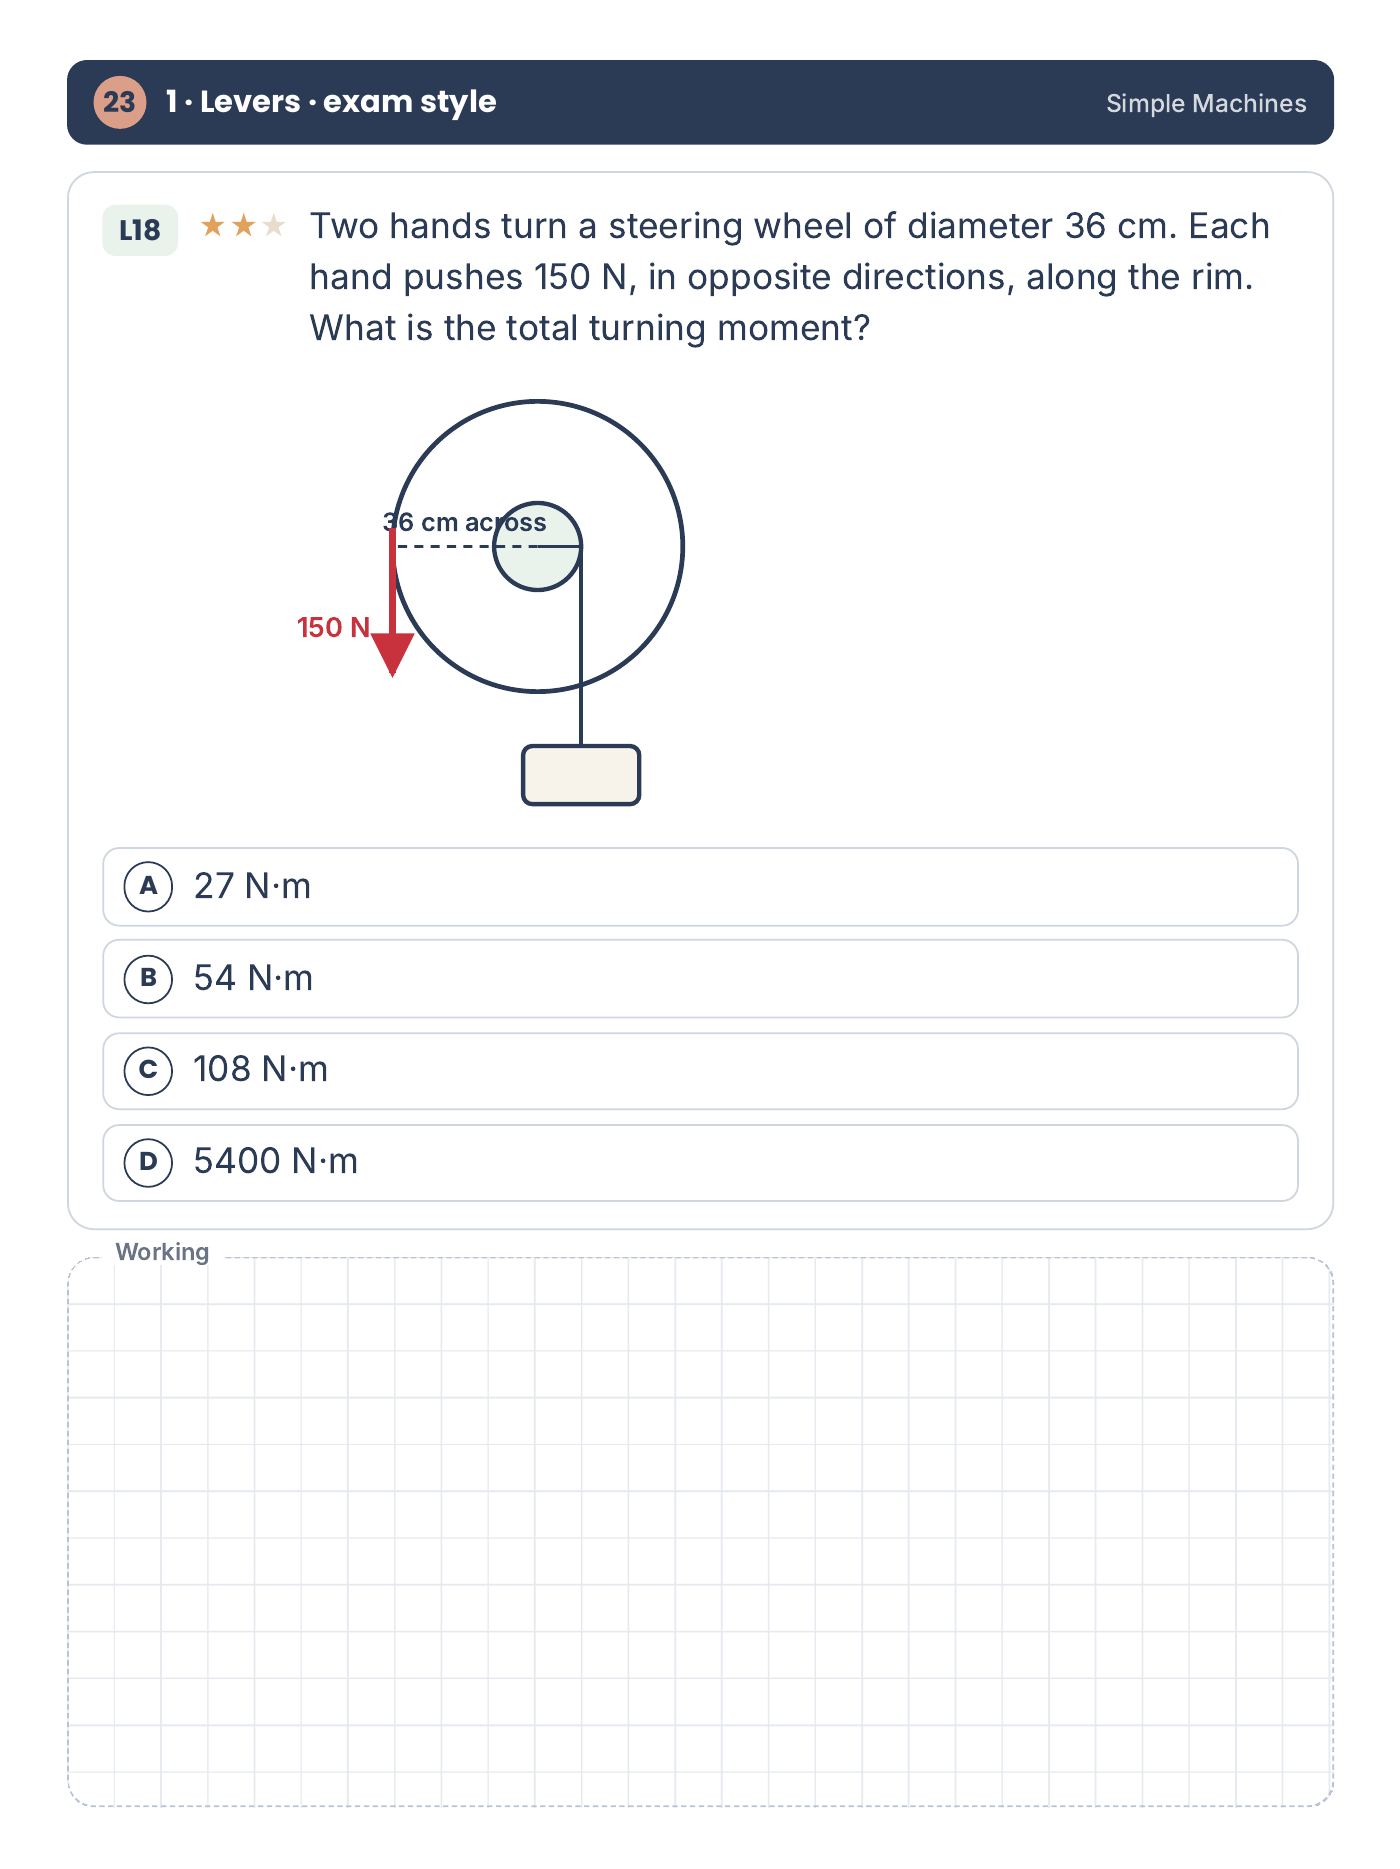 23 1 · Levers · exam style Simple Machines
L18 ★★★ Two hands turn a steering wheel of diameter 36 cm. Each
hand pushes 150 N, in opposite directions, along the rim.
What is the total turning moment?
36 cm across
150 N
A 27 N·m
B 54 N·m
C 108 N·m
D 5400 N·m
Working